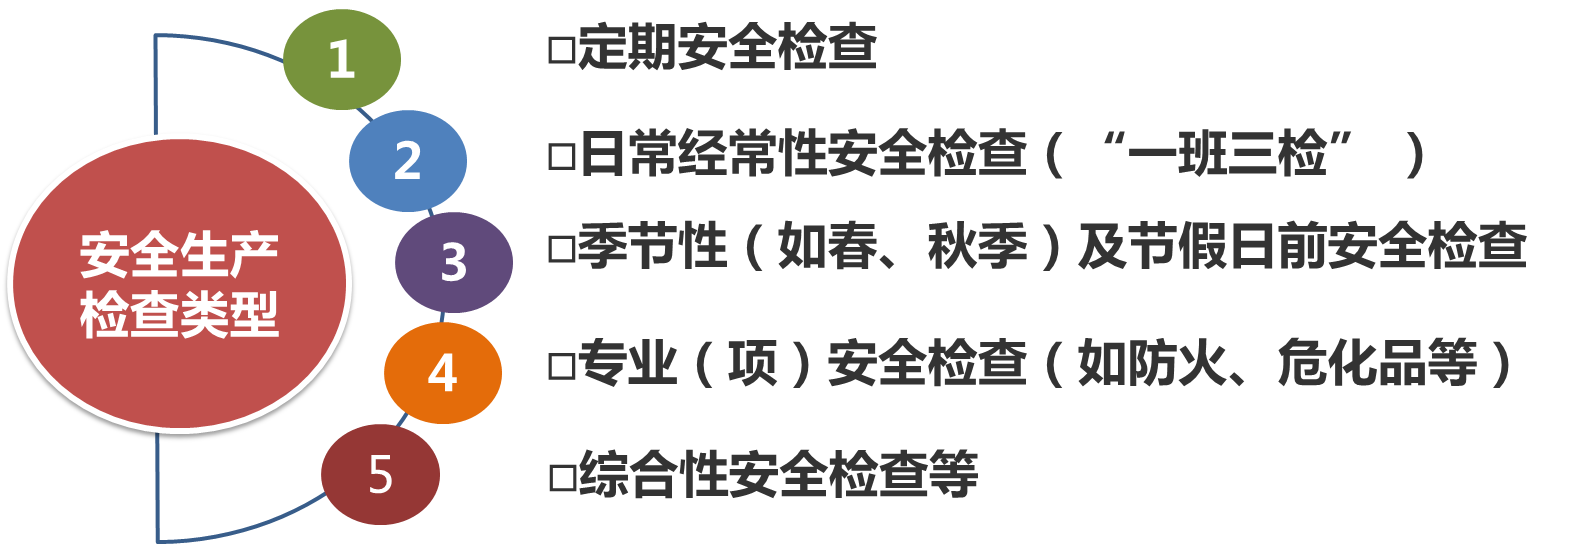 安全生产
检查类型
1
□定期安全检查
2
□日常经常性安全检查（“一班三检”）
3
□季节性（如春、秋季）及节假日前安全检查
4
□专业（项）安全检查（如防火、危化品等）
5
□综合性安全检查等